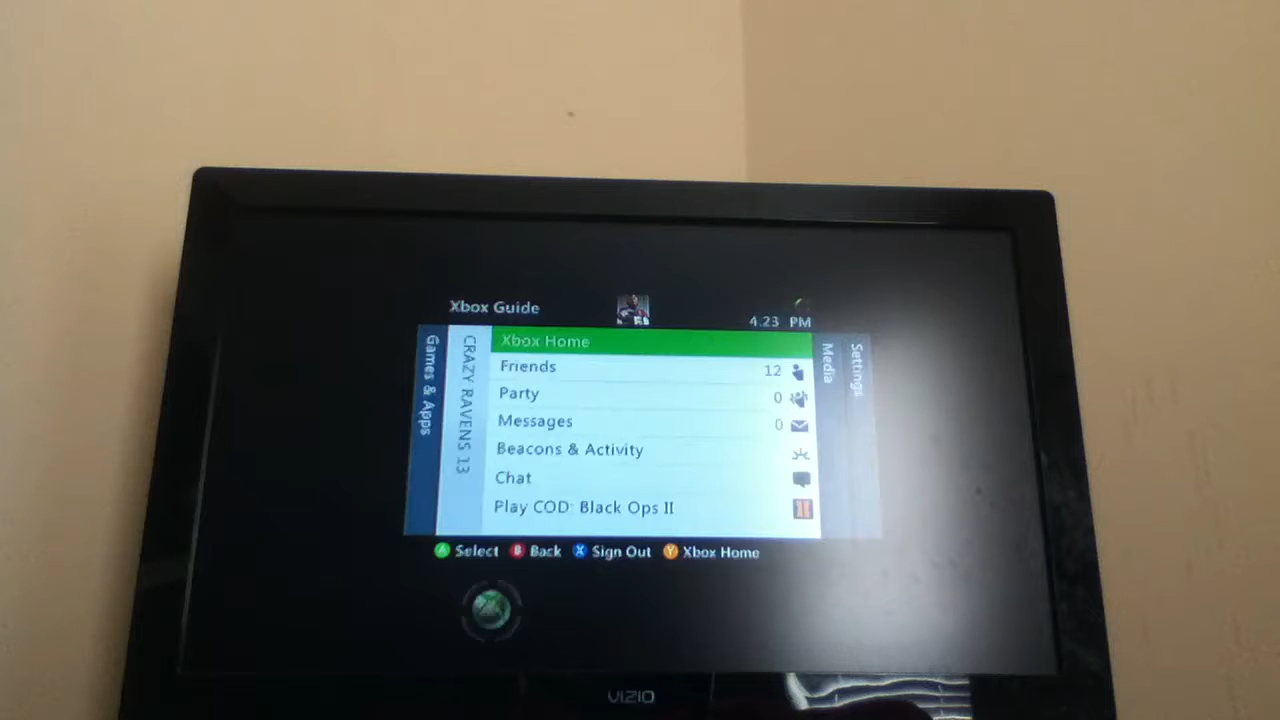 Xbox Guide
4.23 PM
Games & Apps
CRAZY RAVENS 13
Xbox Home
Friends 12
Party 0
Messages 0
Beacons & Activity
Chat
Play COD: Black Ops II
Media
Settings
A Select B Back X Sign Out Y Xbox Home
VIZIO